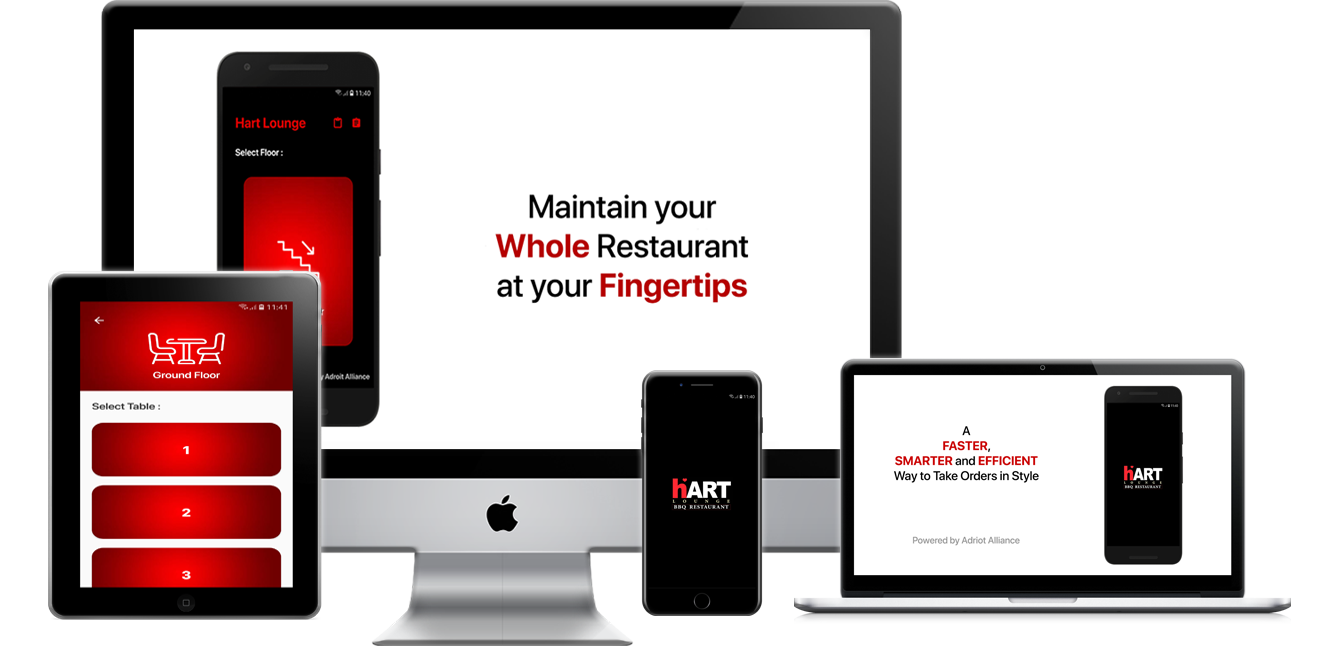 11:40
Hart Lounge
Select Floor :
Adroit Alliance
Maintain your
Whole Restaurant
at your Fingertips
11:41
Ground Floor
Select Table :
1
2
3
11:40
hART
LOUNGE
BBQ RESTAURANT
A
FASTER,
SMARTER and EFFICIENT
Way to Take Orders in Style
Powered by Adriot Alliance
hART
LOUNGE
BBQ RESTAURANT